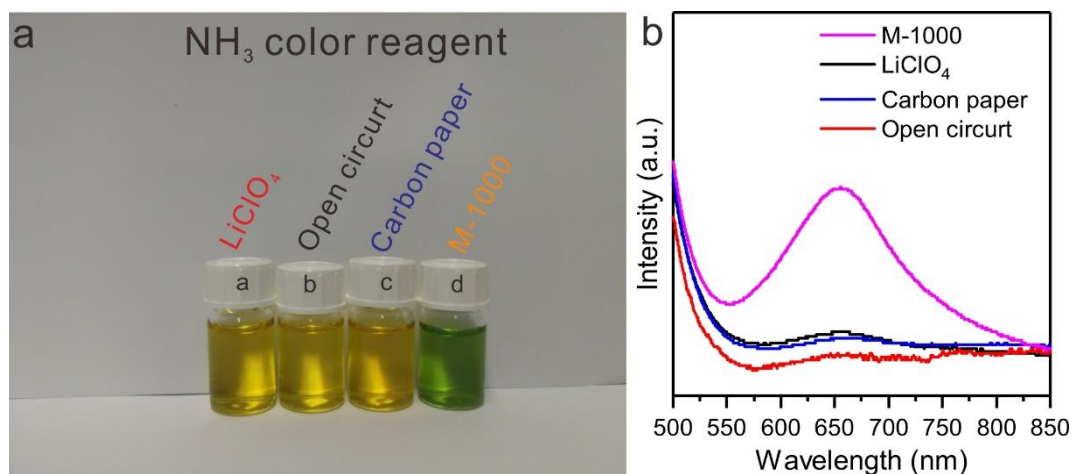 a
NH₃ color reagent
LiClO₄
Open circurt
Carbon paper
M-1000
a
b
c
d
b
M-1000
LiClO₄
Carbon paper
Open circurt
Intensity (a.u.)
500 550 600 650 700 750 800 850
Wavelength (nm)